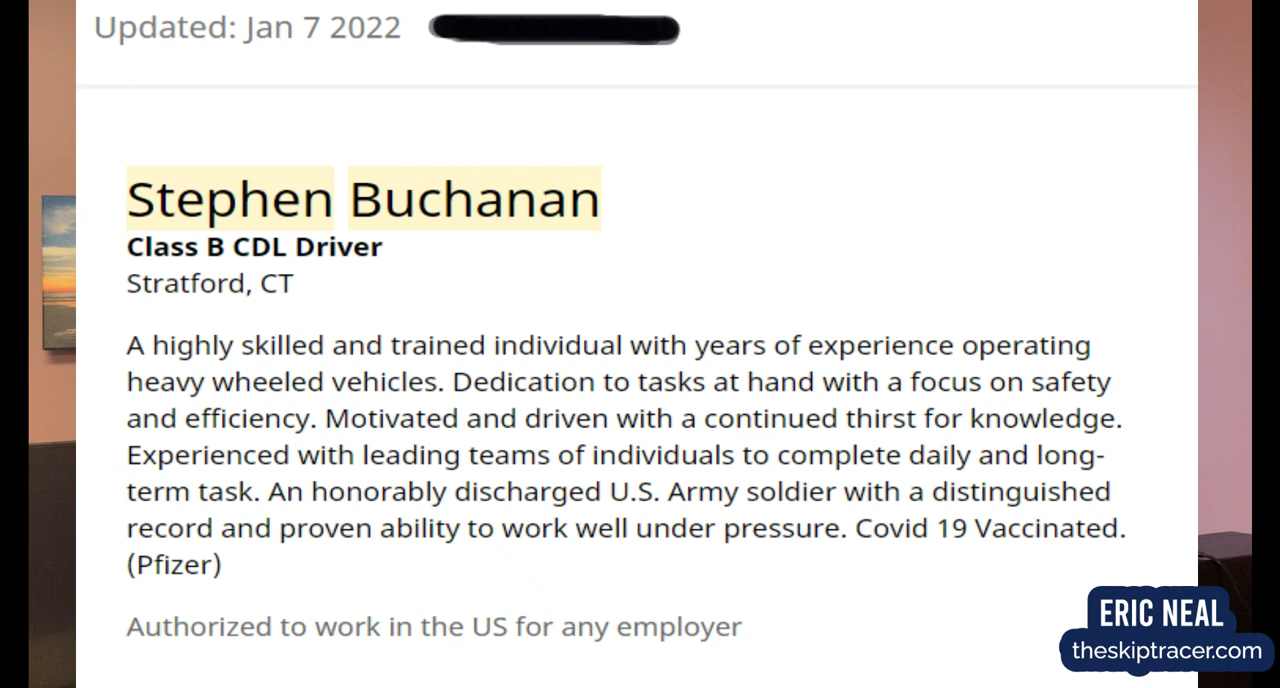 Updated: Jan 7 2022
Stephen Buchanan
Class B CDL Driver
Stratford, CT
A highly skilled and trained individual with years of experience operating
heavy wheeled vehicles. Dedication to tasks at hand with a focus on safety
and efficiency. Motivated and driven with a continued thirst for knowledge.
Experienced with leading teams of individuals to complete daily and long-
term task. An honorably discharged U.S. Army soldier with a distinguished
record and proven ability to work well under pressure. Covid 19 Vaccinated.
(Pfizer)
Authorized to work in the US for any employer
ERIC NEAL
theskiptracer.com